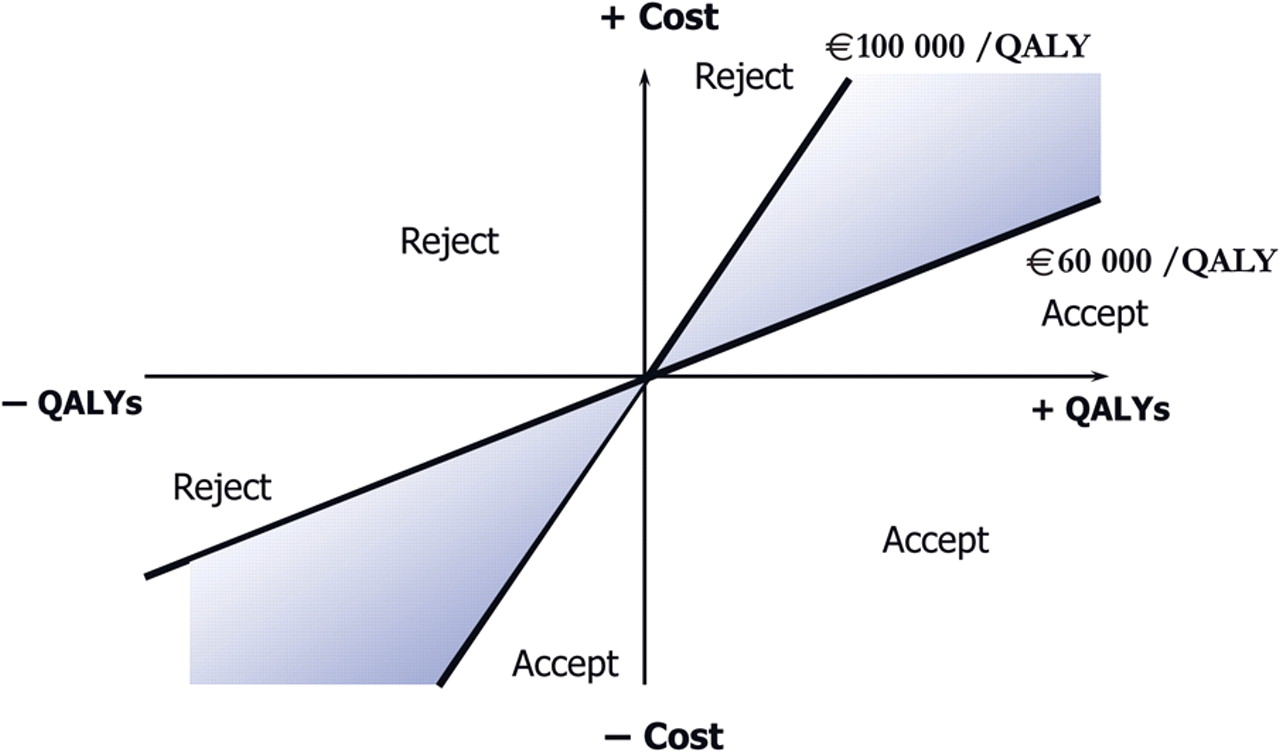 + Cost
€100 000 /QALY
Reject
Reject
€60 000 /QALY
Accept
− QALYs
+ QALYs
Reject
Accept
Accept
− Cost